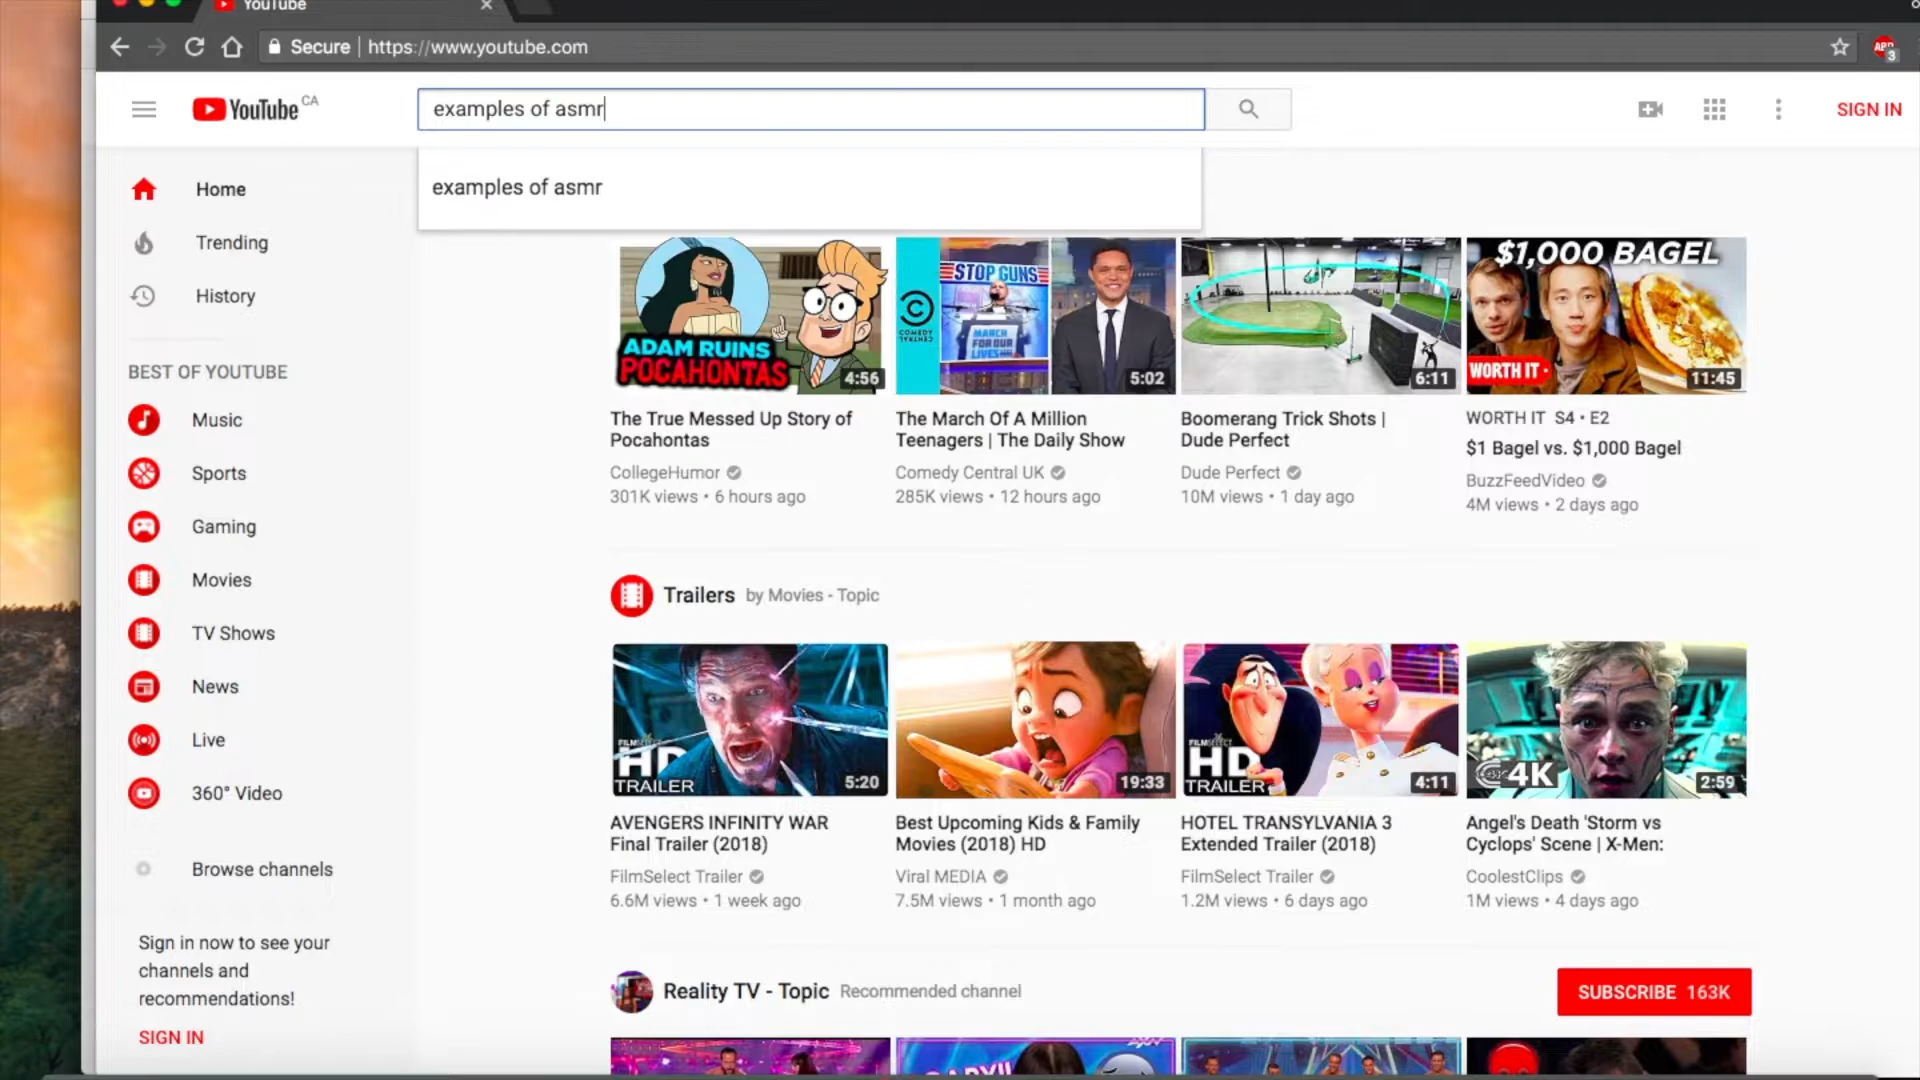 YouTube
Secure
https://www.youtube.com
ABP
3
YouTube CA
examples of asmr
SIGN IN
examples of asmr
Home
Trending
History
BEST OF YOUTUBE
Music
Sports
Gaming
Movies
TV Shows
News
Live
360° Video
Browse channels
Sign in now to see your
channels and
recommendations!
SIGN IN
ADAM RUINS
POCAHONTAS
4:56
STOP GUNS
COMEDY
CENTRAL
MARCH
FOR OUR
LIVES
5:02
6:11
$1,000 BAGEL
WORTH IT
11:45
The True Messed Up Story of
Pocahontas
CollegeHumor
301K views • 6 hours ago
The March Of A Million
Teenagers | The Daily Show
Comedy Central UK
285K views • 12 hours ago
Boomerang Trick Shots |
Dude Perfect
Dude Perfect
10M views • 1 day ago
WORTH IT S4 • E2
$1 Bagel vs. $1,000 Bagel
BuzzFeedVideo
4M views • 2 days ago
Trailers by Movies - Topic
FILMSELECT
HD
TRAILER
5:20
19:33
FILMSELECT
HD
TRAILER
4:11
4K
2:59
AVENGERS INFINITY WAR
Final Trailer (2018)
FilmSelect Trailer
6.6M views • 1 week ago
Best Upcoming Kids & Family
Movies (2018) HD
Viral MEDIA
7.5M views • 1 month ago
HOTEL TRANSYLVANIA 3
Extended Trailer (2018)
FilmSelect Trailer
1.2M views • 6 days ago
Angel's Death 'Storm vs
Cyclops' Scene | X-Men:
CoolestClips
1M views • 4 days ago
Reality TV - Topic Recommended channel
SUBSCRIBE 163K